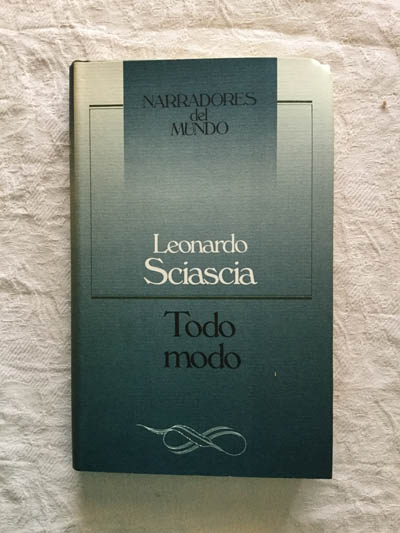 NARRADORES
del
MUNDO
Leonardo
Sciascia
Todo
modo